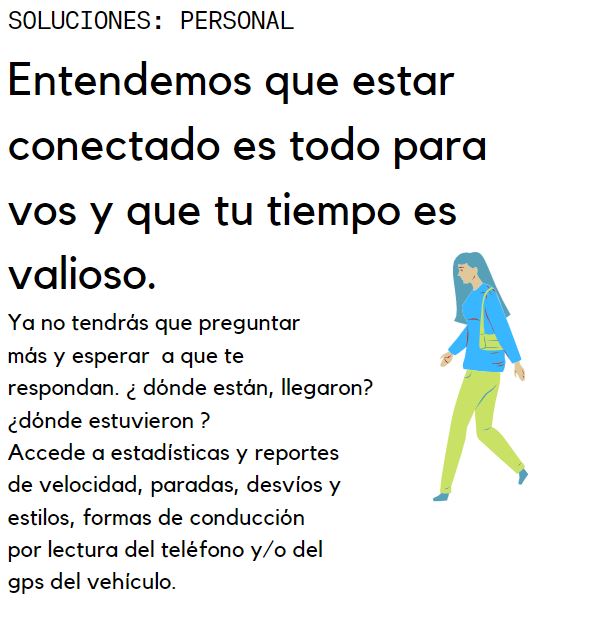 SOLUCIONES: PERSONAL
Entendemos que estar
conectado es todo para
vos y que tu tiempo es
valioso.
Ya no tendrás que preguntar
más y esperar  a que te
respondan. ¿ dónde están, llegaron?
¿dónde estuvieron ?
Accede a estadísticas y reportes
de velocidad, paradas, desvíos y
estilos, formas de conducción
por lectura del teléfono y/o del
gps del vehículo.